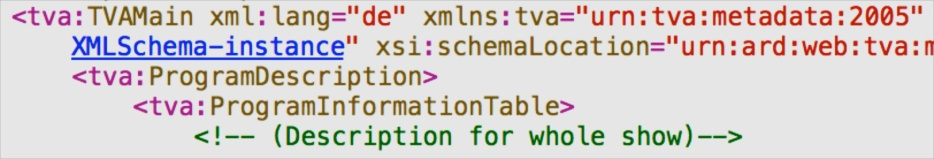 <tva:TVAMain xml:lang="de" xmlns:tva="urn:tva:metadata:2005"
XMLSchema-instance" xsi:schemaLocation="urn:ard:web:tva:m
<tva:ProgramDescription>
<tva:ProgramInformationTable>
<!-- (Description for whole show)-->